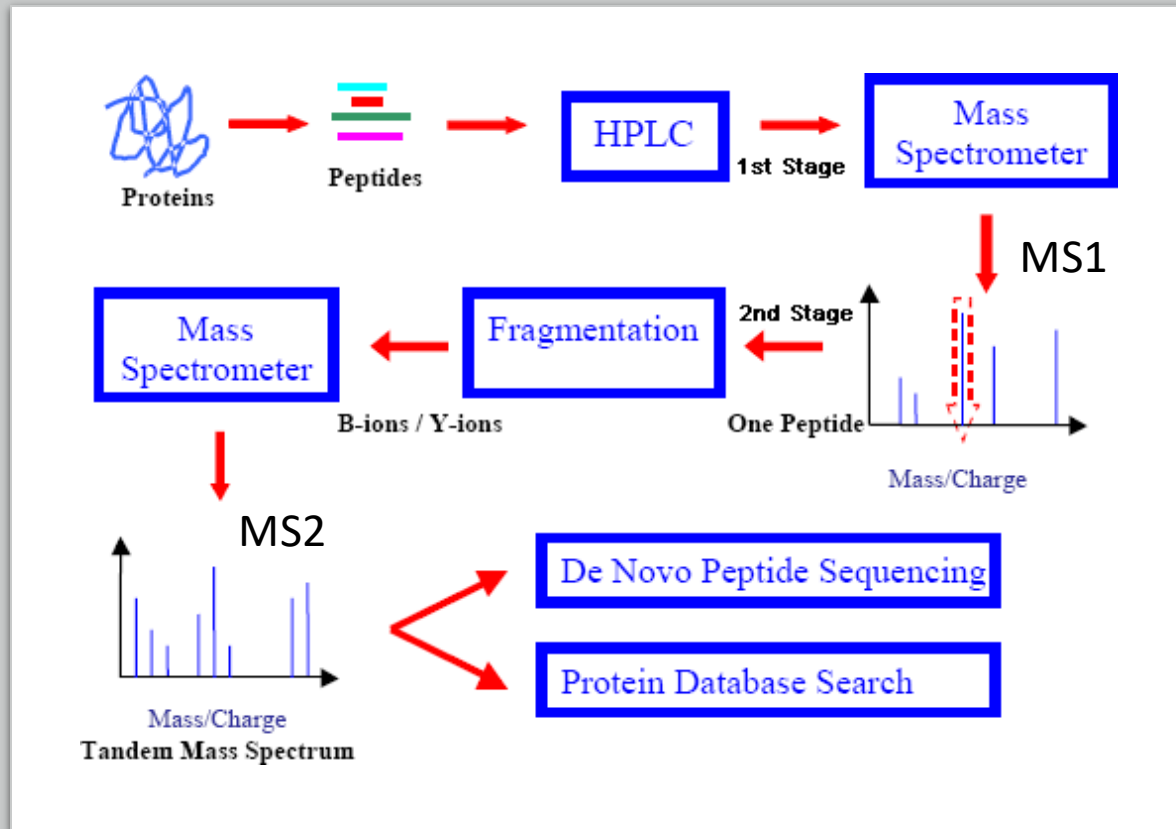 Proteins
Peptides
HPLC
1st Stage
Mass
Spectrometer
MS1
Mass/Charge
One Peptide
2nd Stage
Fragmentation
B-ions / Y-ions
Mass
Spectrometer
MS2
Mass/Charge
Tandem Mass Spectrum
De Novo Peptide Sequencing
Protein Database Search